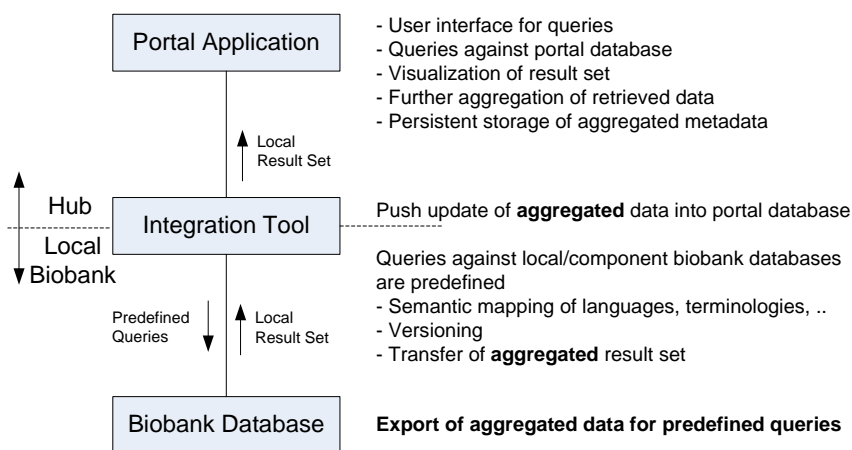 Portal Application
- User interface for queries
- Queries against portal database
- Visualization of result set
- Further aggregation of retrieved data
- Persistent storage of aggregated metadata
Local
Result Set
Hub
Local
Biobank
Integration Tool
Push update of aggregated data into portal database
Queries against local/component biobank databases
are predefined
- Semantic mapping of languages, terminologies, ..
- Versioning
- Transfer of aggregated result set
Predefined
Queries
Local
Result Set
Biobank Database
Export of aggregated data for predefined queries